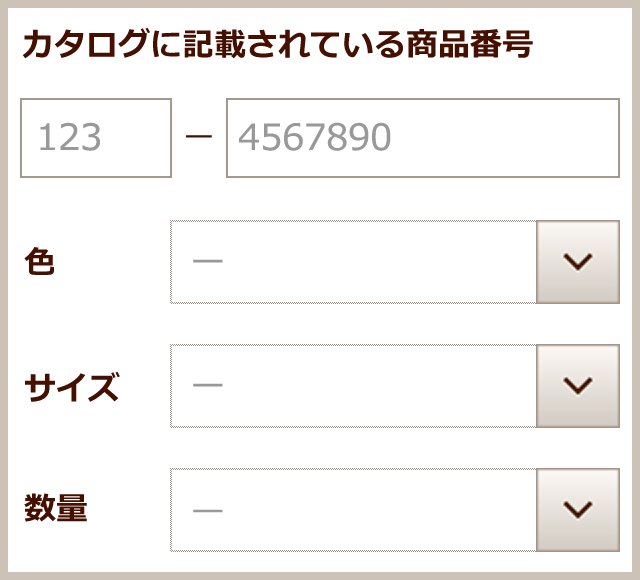 カタログに記載されている商品番号
123 — 4567890
色 —
サイズ —
数量 —